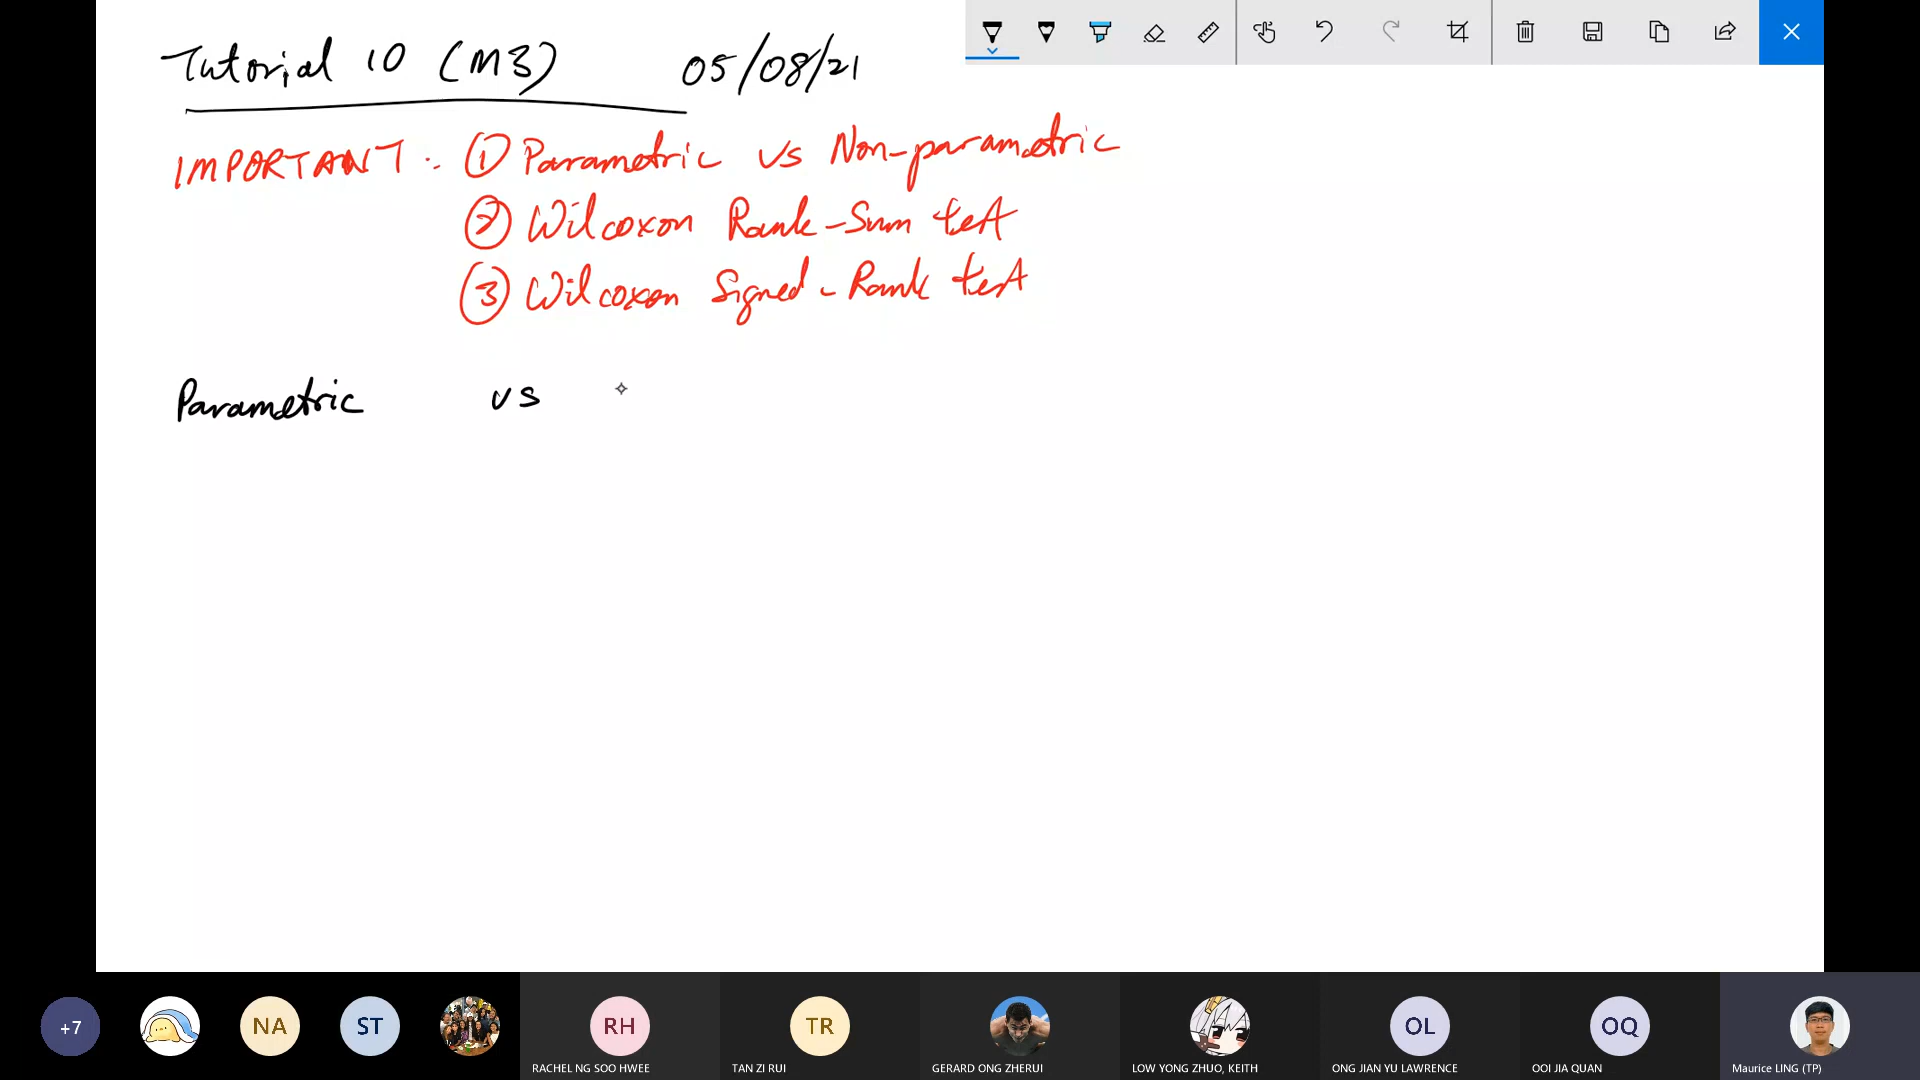 Tutorial 10 (M3) 05/08/21
IMPORTANT :- ① Parametric vs Non-parametric
② Wilcoxon Rank-Sum test
③ Wilcoxon Signed-Rank test
Parametric vs
+7
NA
ST
RH
TR
OL
OQ
RACHEL NG SOO HWEE
TAN ZI RUI
GERARD ONG ZHERUI
LOW YONG ZHUO, KEITH
ONG JIAN YU LAWRENCE
OOI JIA QUAN
Maurice LING (TP)